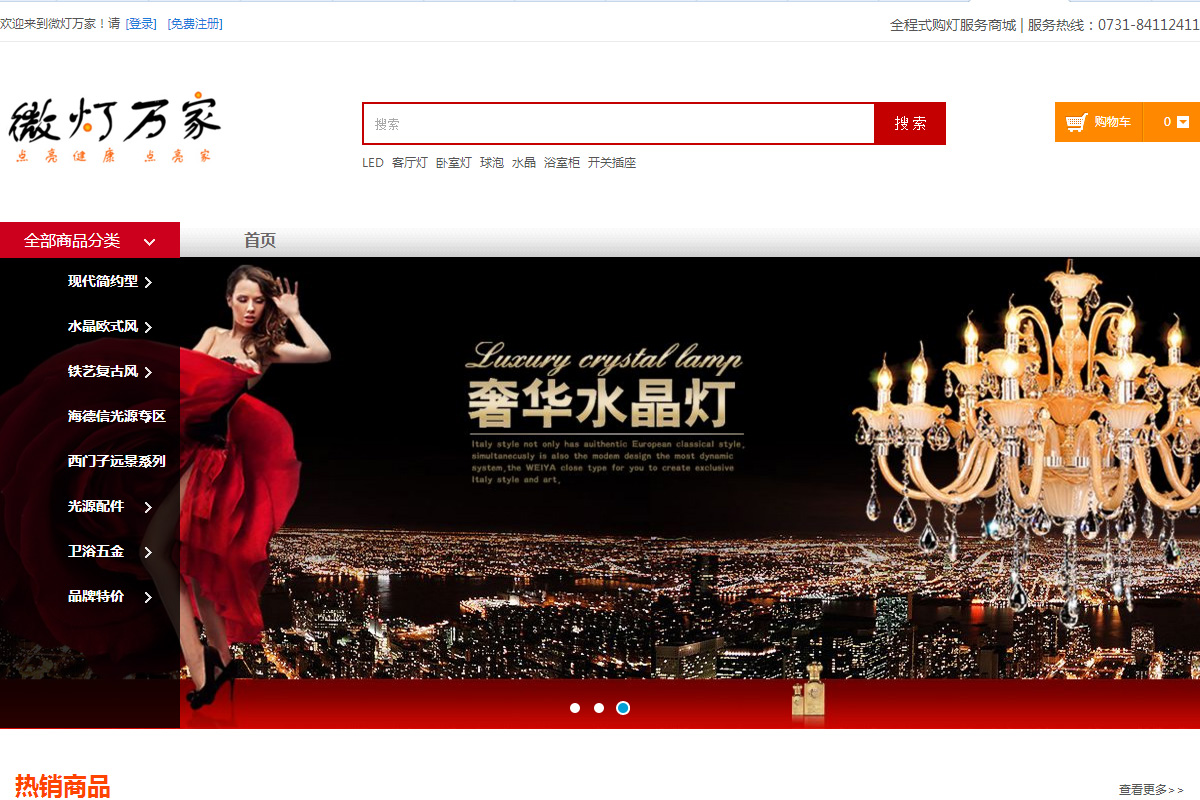 欢迎来到微灯万家！请 [登录] [免费注册]
全程式购灯服务商城 | 服务热线：0731-84112411
微灯万家
点亮健康 点亮家
搜索
搜 索
购物车 0
LED 客厅灯 卧室灯 球泡 水晶 浴室柜 开关插座
全部商品分类
首页
现代简约型
水晶欧式风
铁艺复古风
海德信光源专区
西门子远景系列
光源配件
卫浴五金
品牌特价
Luxury crystal lamp
奢华水晶灯
Italy style not only has auithentic European classical style,
simultanecusly is also the modem design the most dynamic
system,the WEIYA close type for you to create exclusive
Italy style and art,
热销商品
查看更多>>